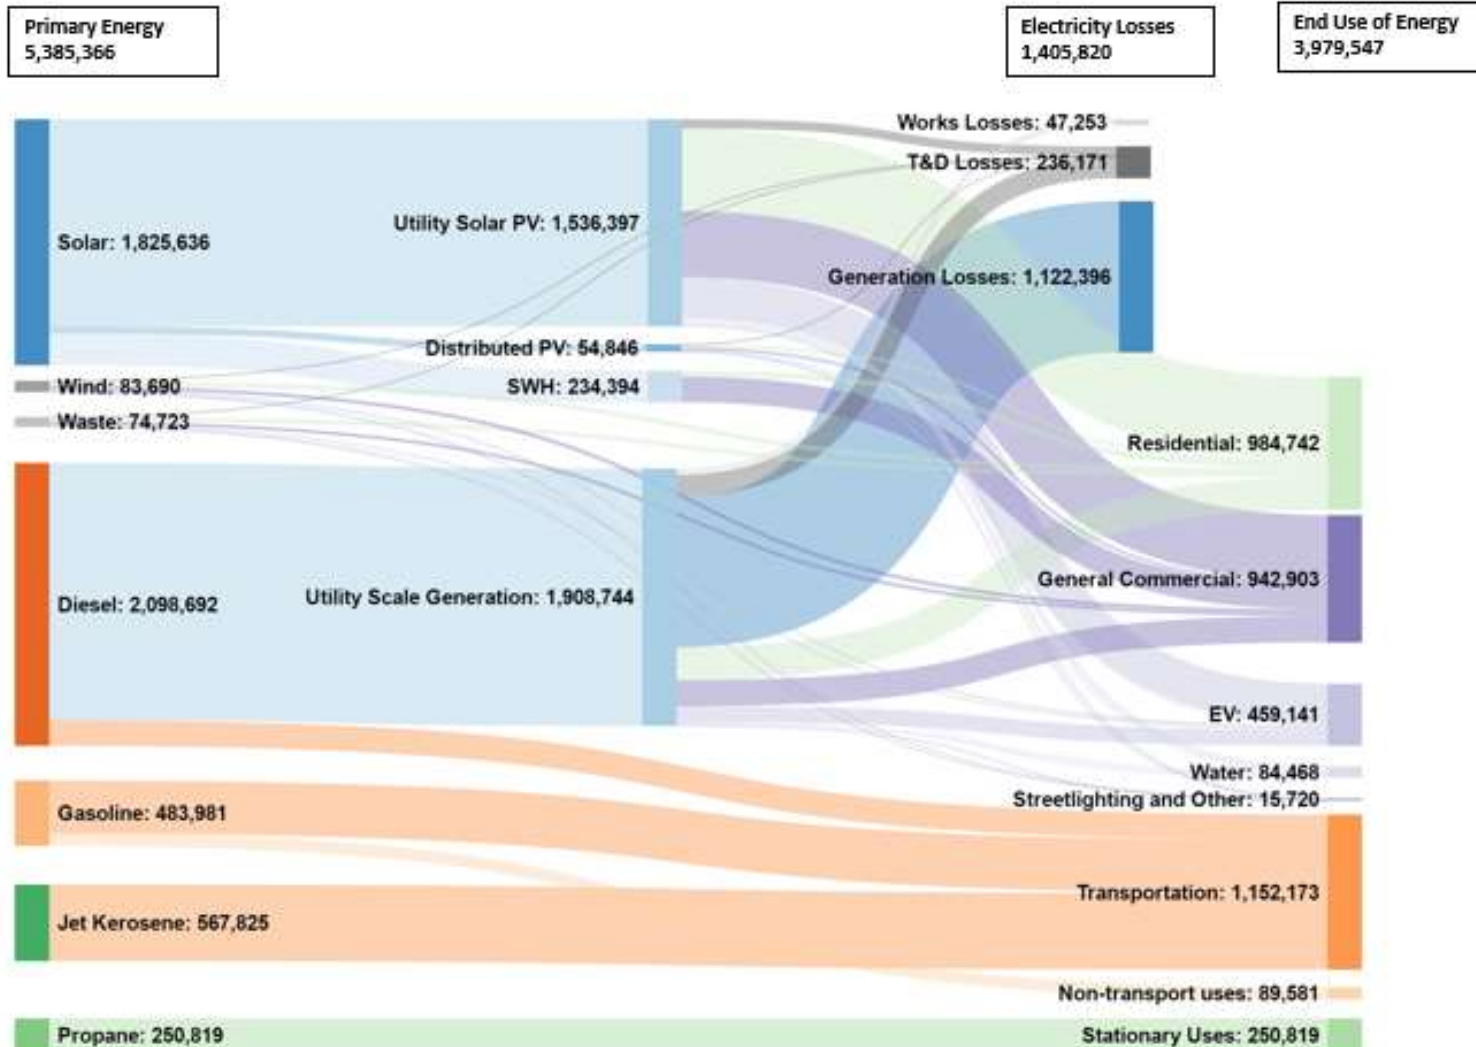 Primary Energy
5,385,366
Electricity Losses
1,405,820
End Use of Energy
3,979,547
Works Losses: 47,253
T&D Losses: 236,171
Utility Solar PV: 1,536,397
Solar: 1,825,636
Generation Losses: 1,122,396
Distributed PV: 54,846
Wind: 83,690
SWH: 234,394
Waste: 74,723
Residential: 984,742
General Commercial: 942,903
Utility Scale Generation: 1,908,744
Diesel: 2,098,692
EV: 459,141
Water: 84,468
Streetlighting and Other: 15,720
Gasoline: 483,981
Transportation: 1,152,173
Jet Kerosene: 567,825
Non-transport uses: 89,581
Propane: 250,819
Stationary Uses: 250,819